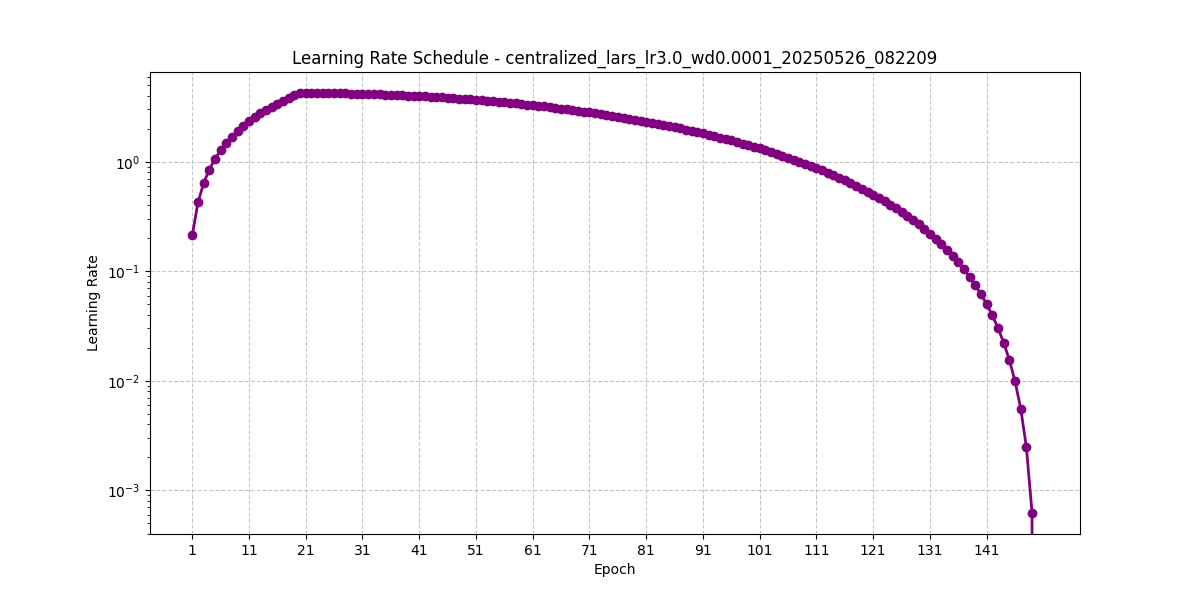 Learning Rate Schedule - centralized_lars_lr3.0_wd0.0001_20250526_082209
10⁰
10⁻¹
10⁻²
10⁻³
Learning Rate
1 11 21 31 41 51 61 71 81 91 101 111 121 131 141
Epoch